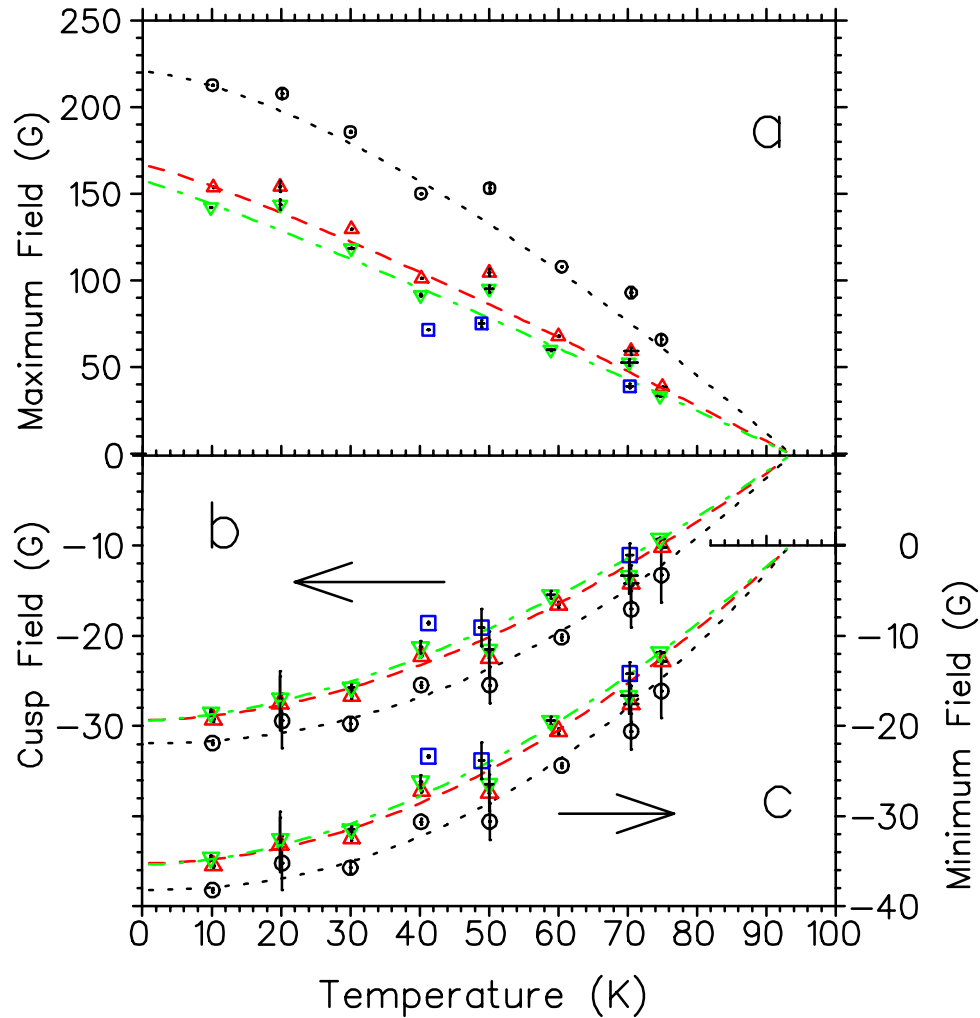 250
200
150
100
50
0
Maximum Field (G)
a
b
−10
−20
−30
Cusp Field (G)
0
−10
−20
−30
−40
Minimum Field (G)
c
0 10 20 30 40 50 60 70 80 90 100
Temperature (K)